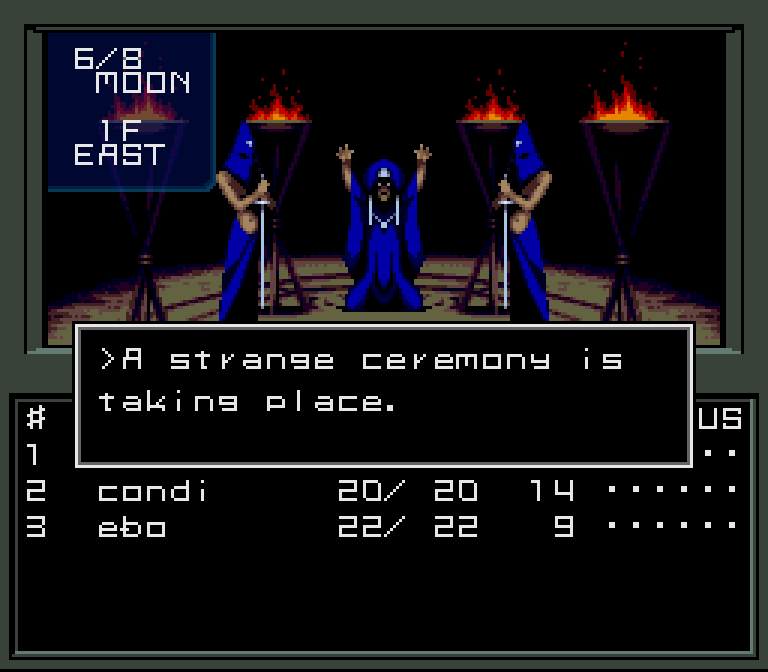 6/8
MOON
1F
EAST
>A strange ceremony is
taking place.
# US
1 ··
2 condi 20/ 20 14 ······
3 ebo 22/ 22 9 ······